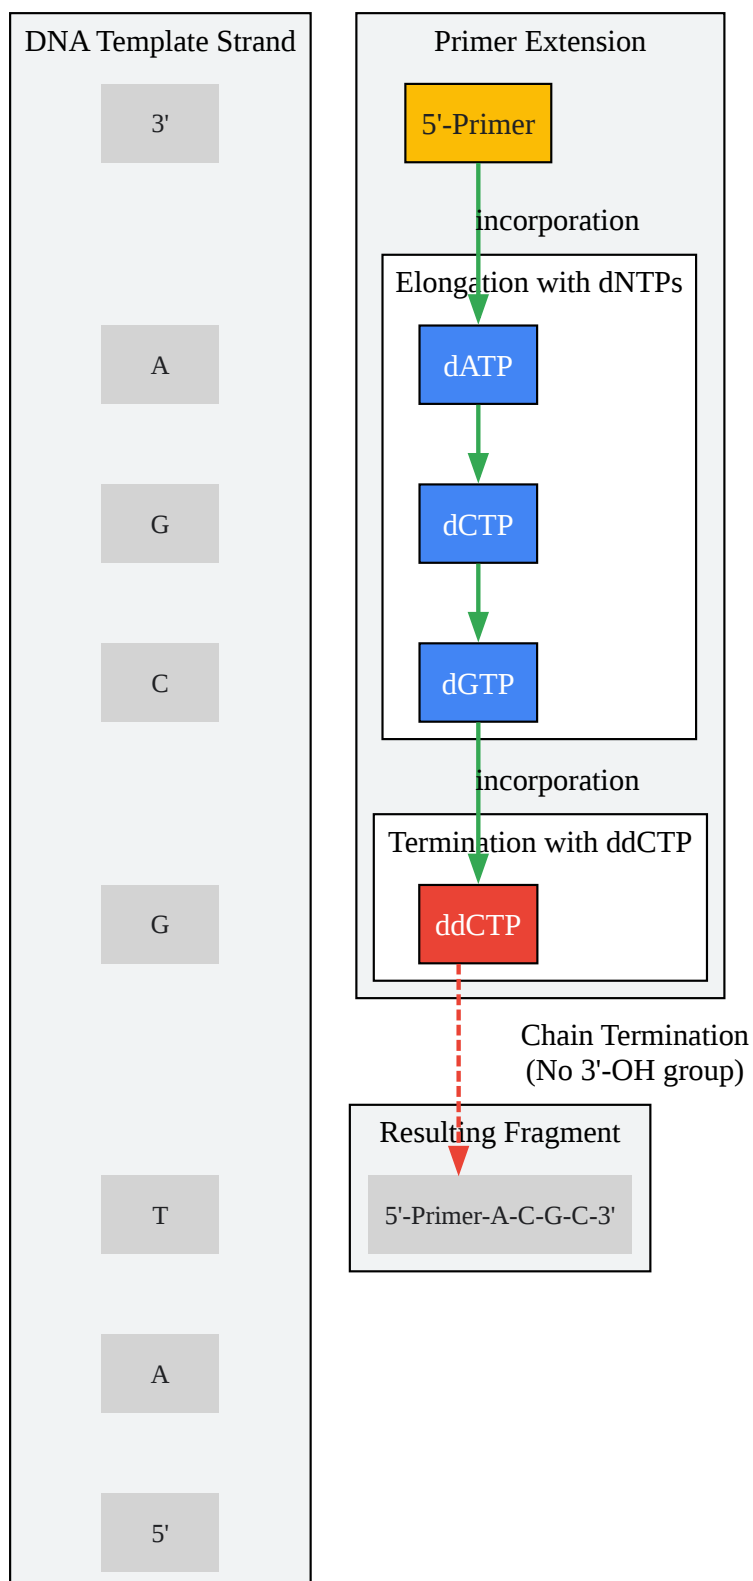 DNA Template Strand
3'
A
G
C
G
T
A
5'
Primer Extension
5'-Primer
incorporation
Elongation with dNTPs
dATP
dCTP
dGTP
incorporation
Termination with ddCTP
ddCTP
Chain Termination
(No 3'-OH group)
Resulting Fragment
5'-Primer-A-C-G-C-3'